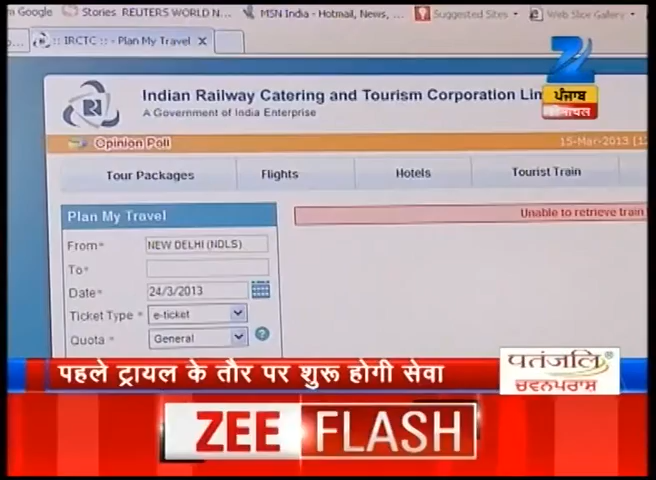 Google
Stories REUTERS WORLD N...
MSN India - Hotmail, News, ...
Suggested Sites
Web Slice Gallery
:: IRCTC :: - Plan My Travel X
Indian Railway Catering and Tourism Corporation Lim
A Government of India Enterprise
ਪੰਜਾਬ
Opinion Poll
15-Mar-2013 [1
Tour Packages
Flights
Hotels
Tourist Train
Plan My Travel
Unable to retrieve train
From* NEW DELHI (NDLS)
To*
Date* 24/3/2013
Ticket Type * e-ticket
Quota * General
?
पहले ट्रायल के तौर पर शुरू होगी सेवा
पतंजलि®
ਚਵਨਪਰਾਸ਼
ZEE FLASH